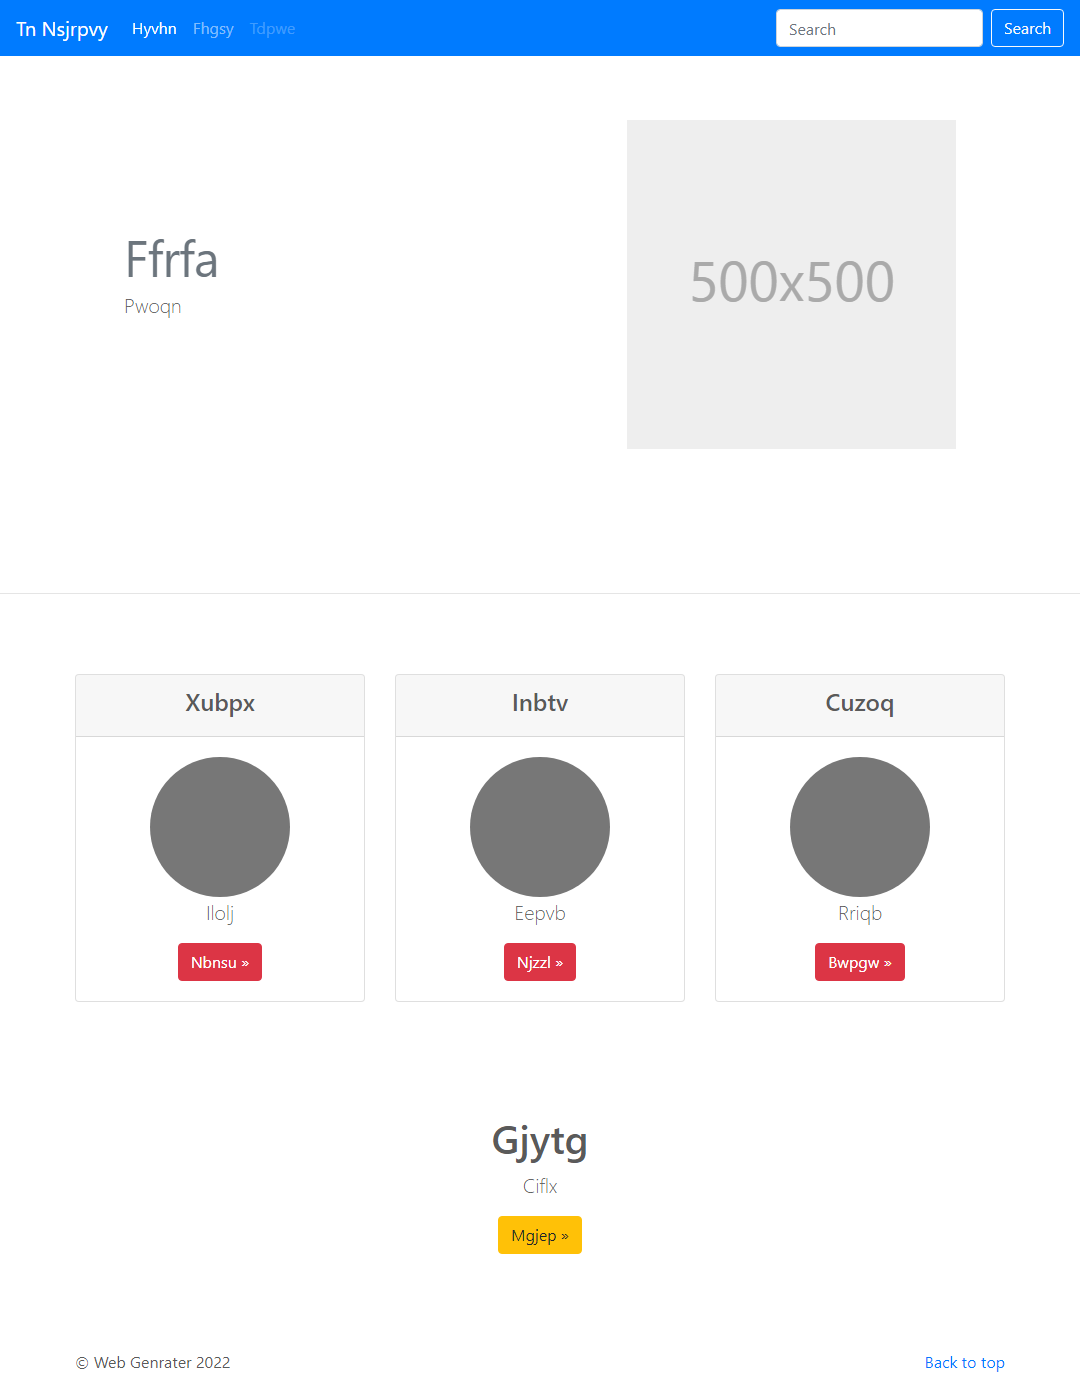 Tn Nsjrpvy Hyvhn Fhgsy Tdpwe Search Search
Ffrfa
Pwoqn
500x500
Xubpx Inbtv Cuzoq
Ilolj Eepvb Rriqb
Nbnsu » Njzzl » Bwpgw »
Gjytg
Ciflx
Mgjep »
© Web Genrater 2022 Back to top